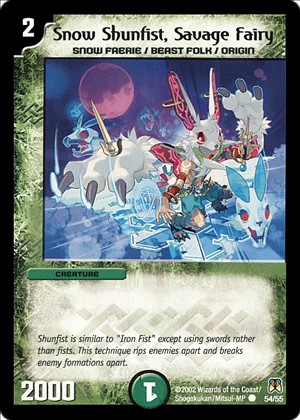 2
Snow Shunfist, Savage Fairy
SNOW FAERIE / BEAST FOLK / ORIGIN
CREATURE
Shunfist is similar to "Iron Fist" except using swords rather
than fists. This technique rips enemies apart and breaks
enemy formations apart.
2000
1
©2002 Wizards of the Coast/
Shogakukan/Mitsui-MP
54/55